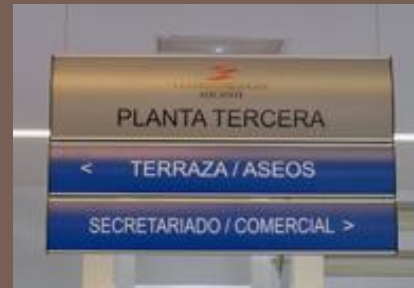 PLANTA TERCERA
< TERRAZA / ASEOS
SECRETARIADO / COMERCIAL >